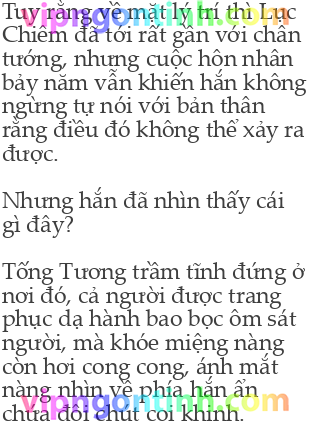 Tuy rằng về mặt lý trí thì Lục
Chiêm đã tới rất gần với chân
tướng, nhưng cuộc hôn nhân
bảy năm vẫn khiến hắn không
ngừng tự nói với bản thân
rằng điều đó không thể xảy ra
được.
Nhưng hắn đã nhìn thấy cái
gì đây?
Tống Tương trầm tĩnh đứng ở
nơi đó, cả người được trang
phục dạ hành bao bọc ôm sát
người, mà khóe miệng nàng
còn hơi cong cong, ánh mắt
nàng nhìn về phía hắn ẩn
chứa đôi chút coi khinh.
vipngontinh.com
vipngontinh.com